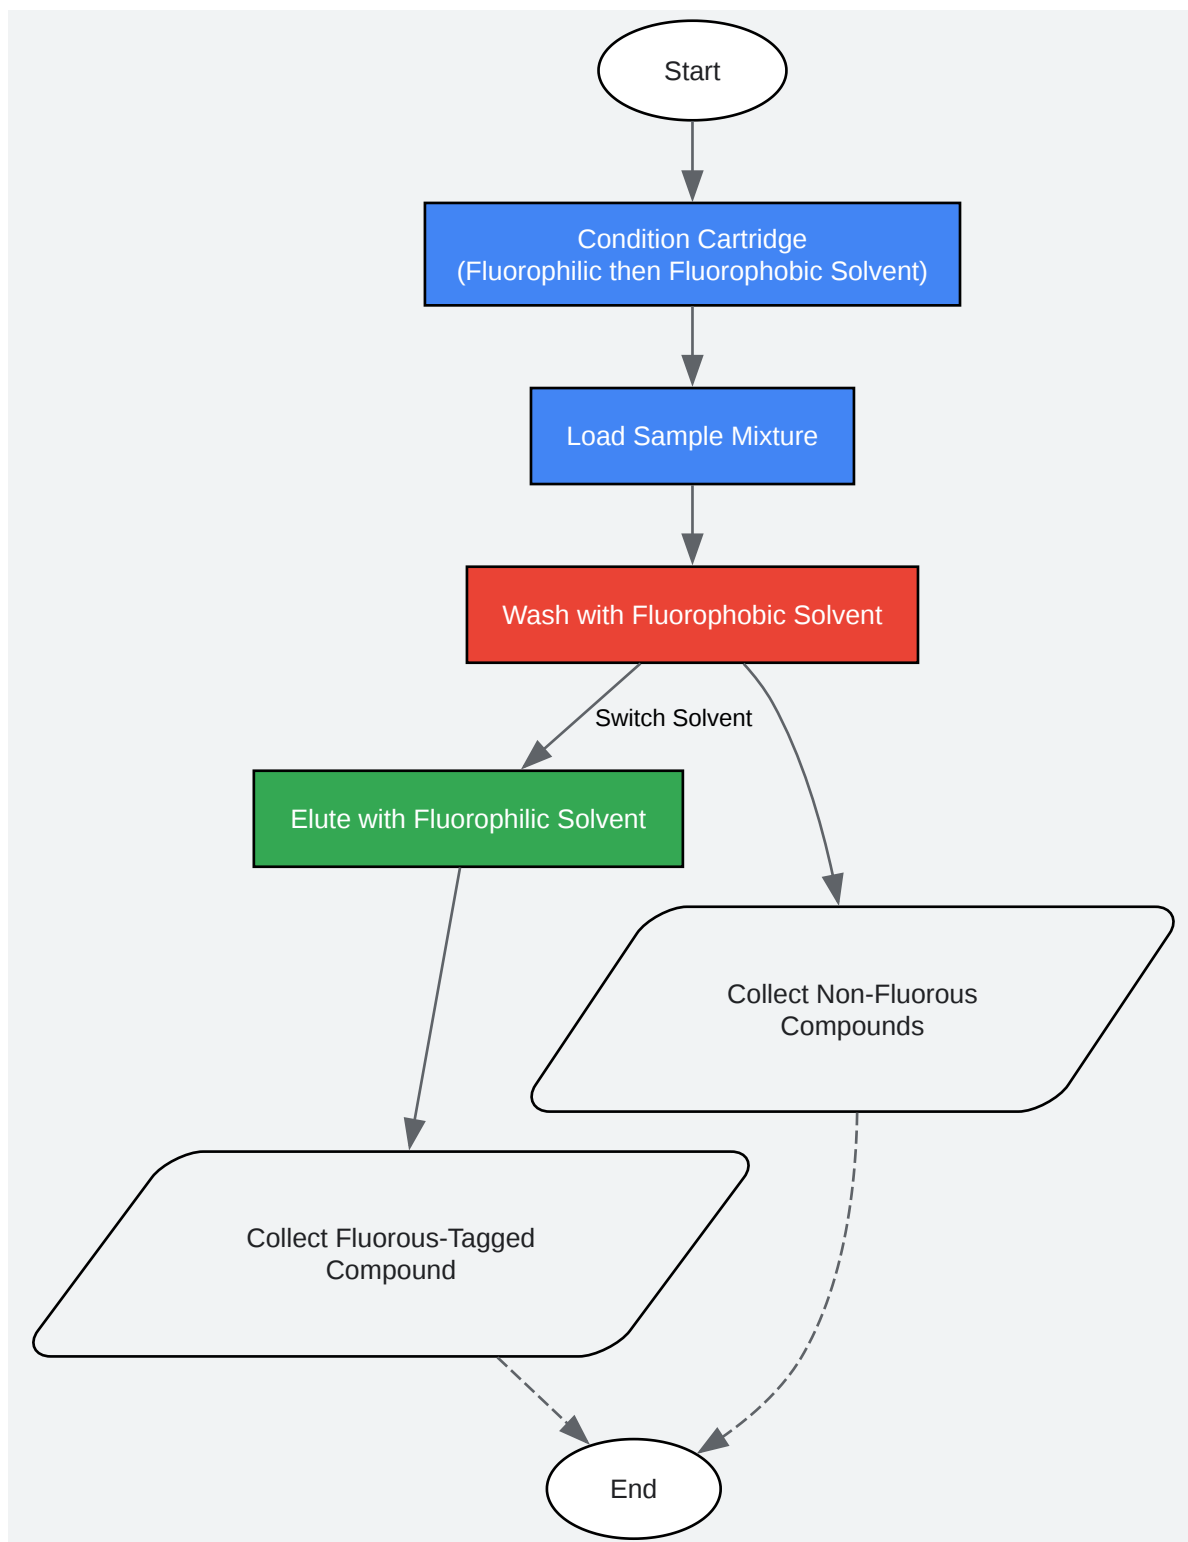 Start
Condition Cartridge
(Fluorophilic then Fluorophobic Solvent)
Load Sample Mixture
Wash with Fluorophobic Solvent
Switch Solvent
Elute with Fluorophilic Solvent
Collect Non-Fluorous
Compounds
Collect Fluorous-Tagged
Compound
End